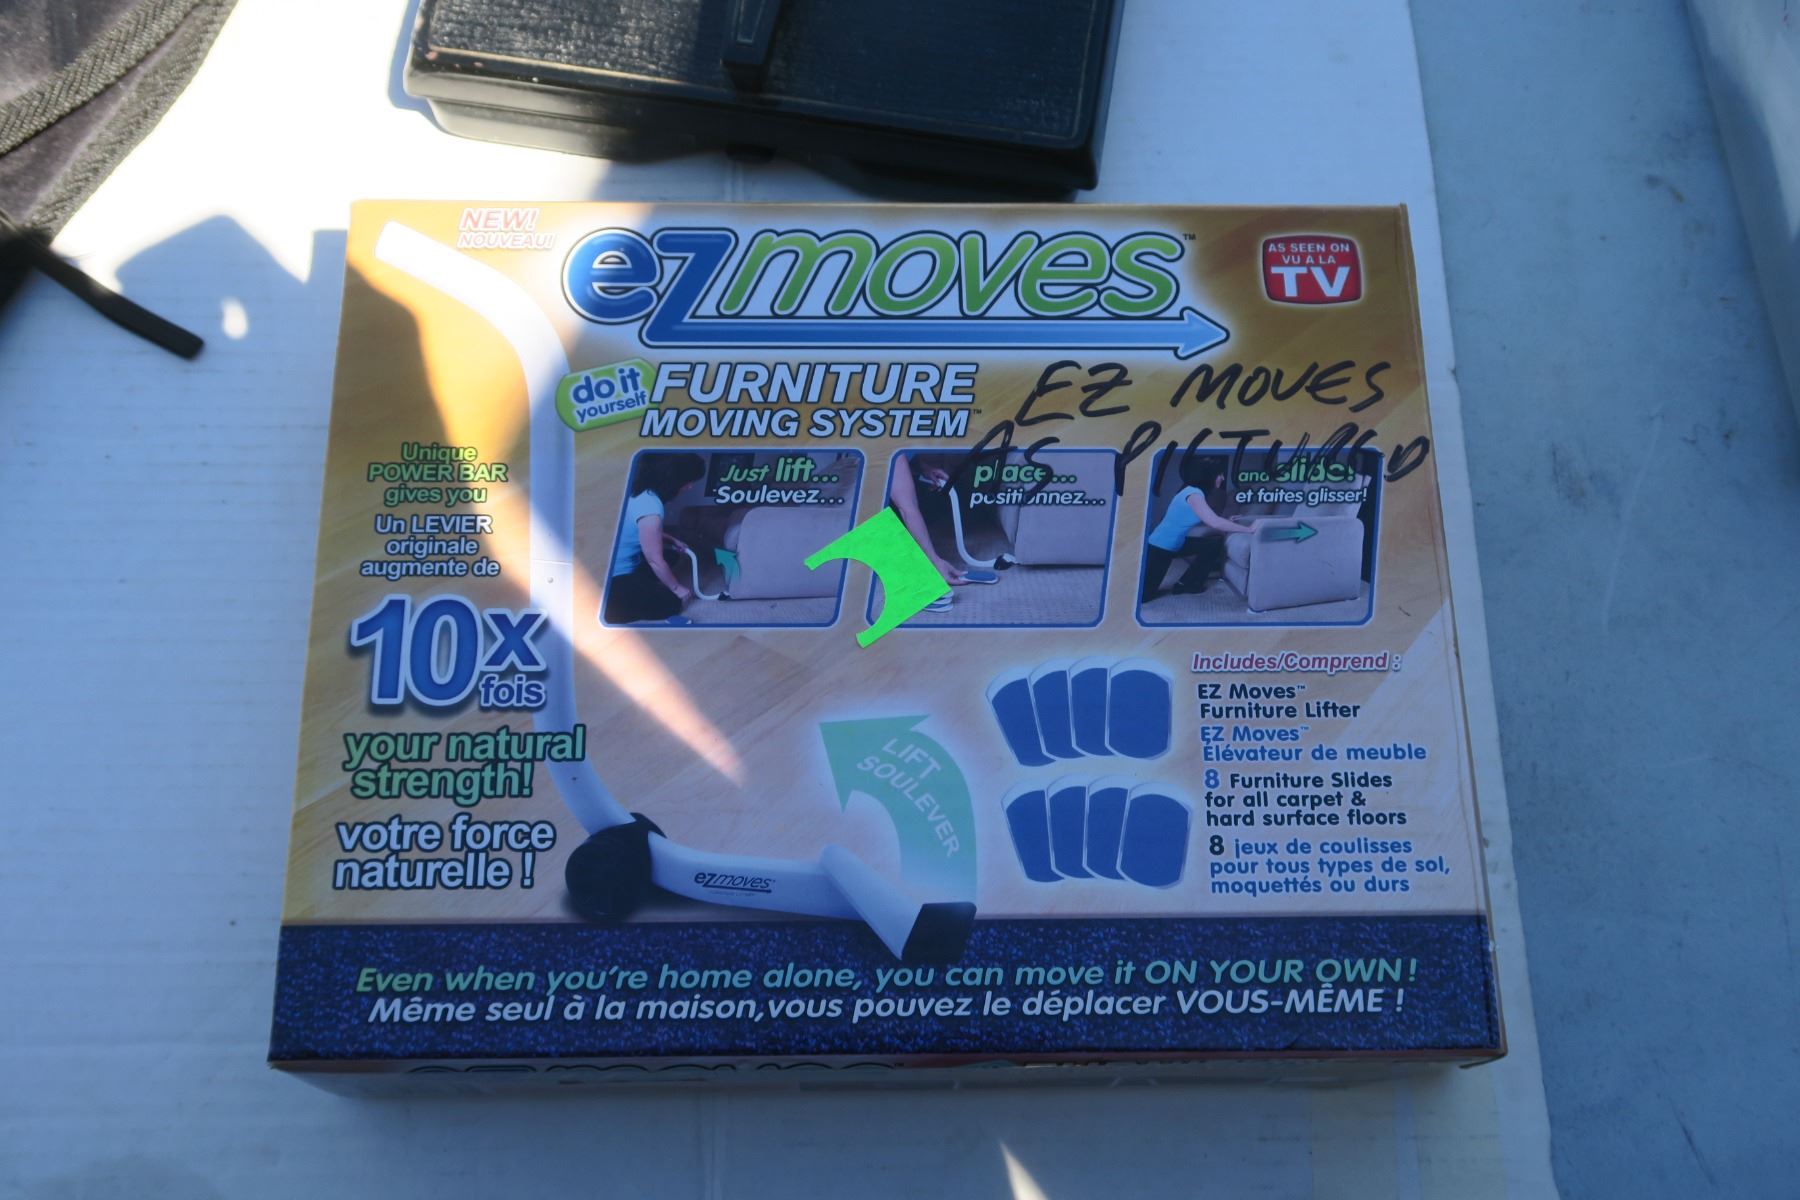 NEW!
NOUVEAU!
ezmoves™
AS SEEN ON
VU À LA
TV
do it
yourself
FURNITURE
MOVING SYSTEM™
EZ MOVES
AS PICTURED
Unique
POWER BAR
gives you
Un LEVIER
originale
augmente de
10x
fois
your natural
strength!
votre force
naturelle !
Just lift...
Soulevez...
place...
positionnez...
and slide!
et faites glisser!
LIFT
SOULEVER
ezmoves
Includes/Comprend :
EZ Moves™
Furniture Lifter
EZ Moves™
Élévateur de meuble
8 Furniture Slides
for all carpet &
hard surface floors
8 jeux de coulisses
pour tous types de sol,
moquettés ou durs
Even when you're home alone, you can move it ON YOUR OWN!
Même seul à la maison,vous pouvez le déplacer VOUS-MÊME !